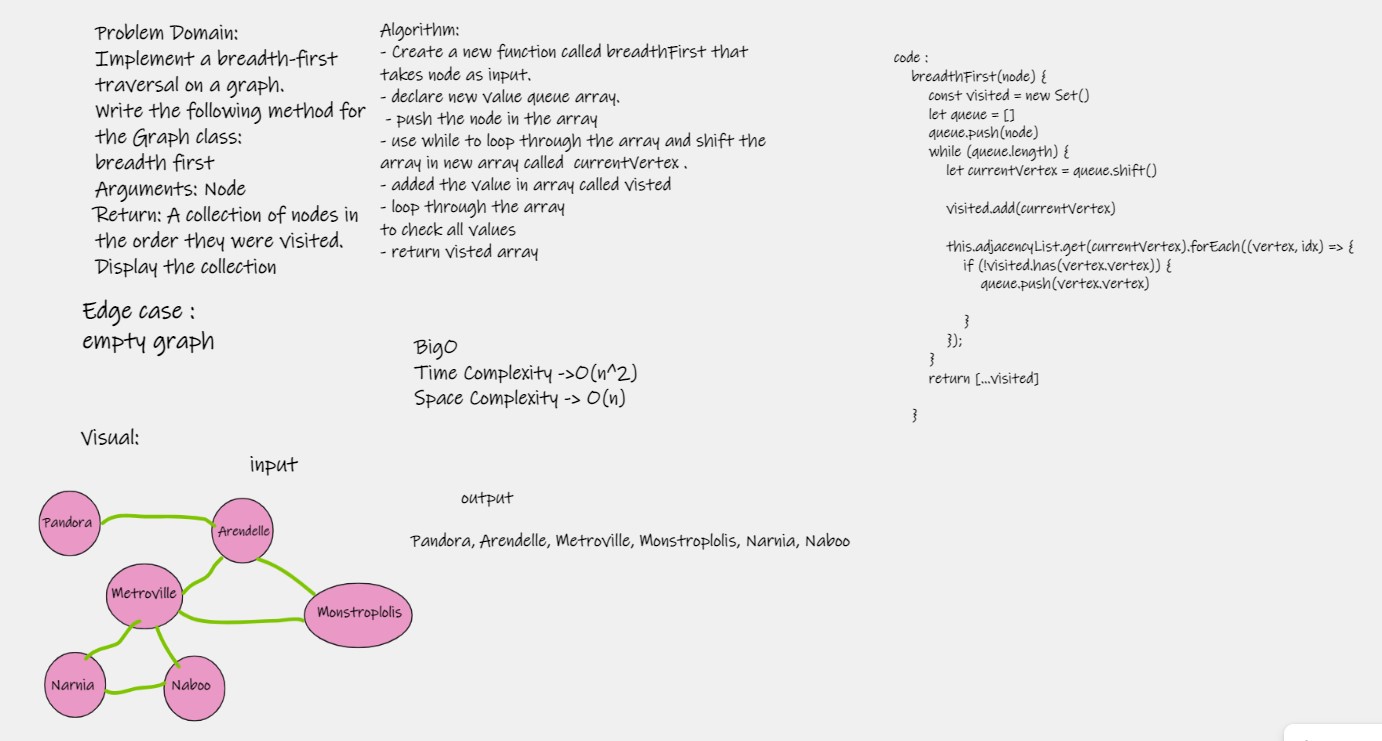 Problem Domain:
Implement a breadth-first
traversal on a graph.
Write the following method for
the Graph class:
breadth first
Arguments: Node
Return: A collection of nodes in
the order they were visited.
Display the collection
Edge case :
empty graph
Algorithm:
- Create a new function called breadthFirst that
takes node as input.
- declare new value queue array.
- push the node in the array
- use while to loop through the array and shift the
array in new array called currentVertex .
- added the value in array called visted
- loop through the array
to check all values
- return visted array
BigO
Time Complexity ->O(n^2)
Space Complexity -> O(n)
code :
breadthFirst(node) {
const visited = new Set()
let queue = []
queue.push(node)
while (queue.length) {
let currentVertex = queue.shift()
visited.add(currentVertex)
this.adjacencyList.get(currentVertex).forEach((vertex, idx) => {
if (!visited.has(vertex.vertex)) {
queue.push(vertex.vertex)
}
});
}
return [...visited]
}
Visual:
input
Pandora
Arendelle
Metroville
Monstroplolis
Narnia
Naboo
output
Pandora, Arendelle, Metroville, Monstroplolis, Narnia, Naboo